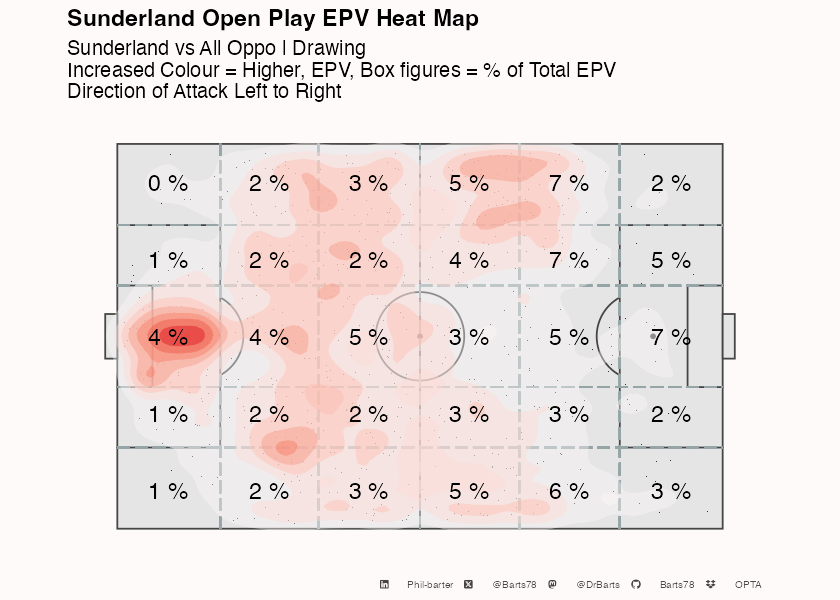 Sunderland Open Play EPV Heat Map
Sunderland vs All Oppo | Drawing
Increased Colour = Higher, EPV, Box figures = % of Total EPV
Direction of Attack Left to Right
0 % 2 % 3 % 5 % 7 % 2 %
1 % 2 % 2 % 4 % 7 % 5 %
4 % 4 % 5 % 3 % 5 % 7 %
1 % 2 % 2 % 3 % 3 % 2 %
1 % 2 % 3 % 5 % 6 % 3 %
Phil-barter @Barts78 @DrBarts Barts78 OPTA